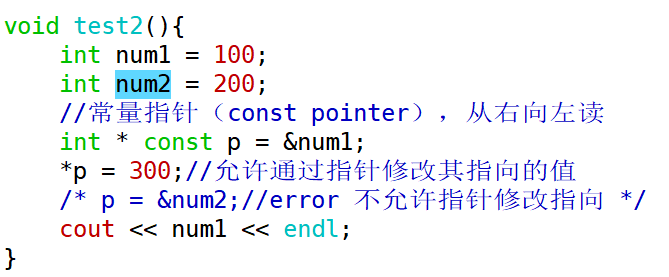 void test2(){
    int num1 = 100;
    int num2 = 200;
    //常量指针（const pointer），从右向左读
    int * const p = &num1;
    *p = 300;//允许通过指针修改其指向的值
    /* p = &num2;//error 不允许指针修改指向 */
    cout << num1 << endl;
}